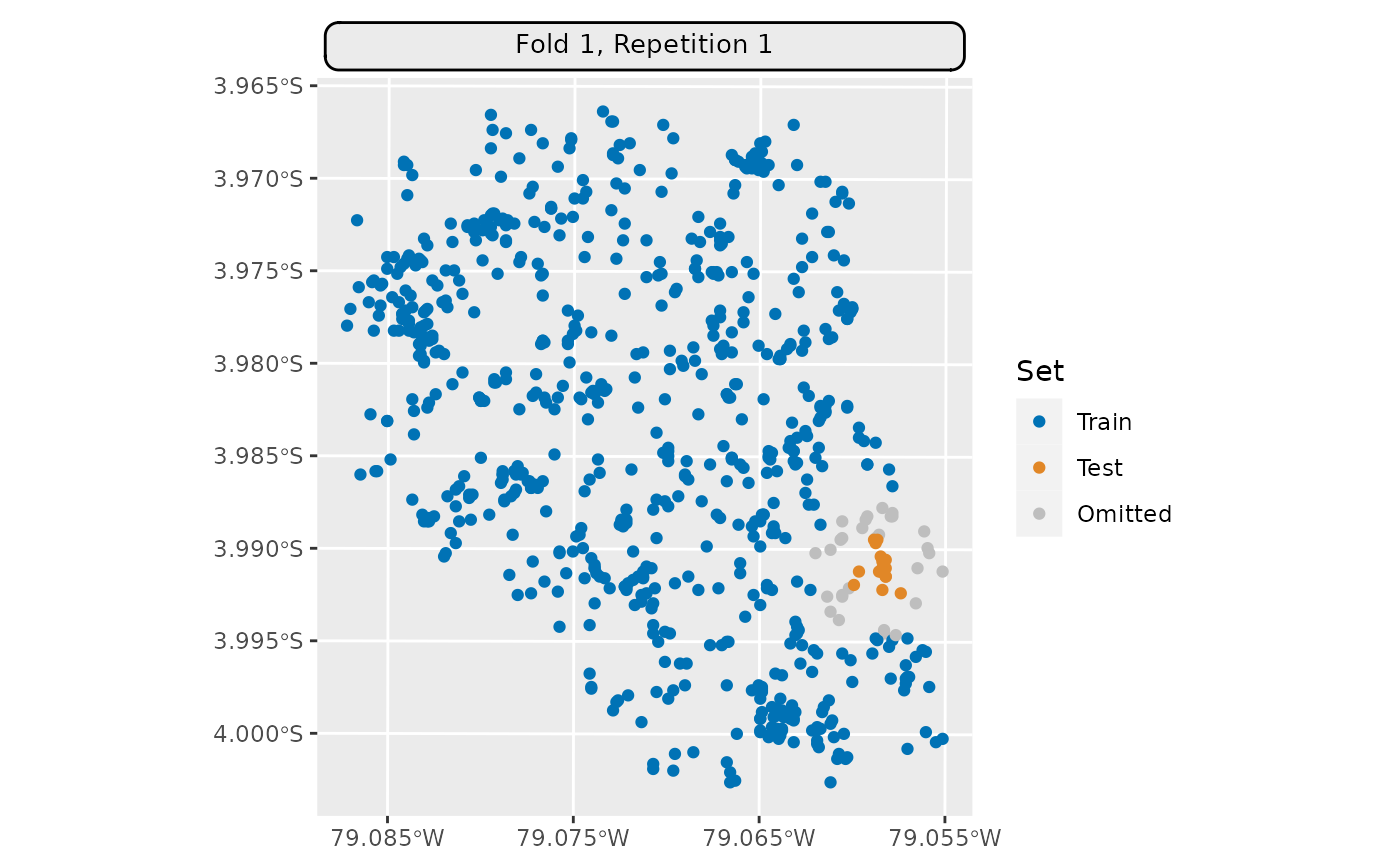 Fold 1, Repetition 1
3.965°S
3.970°S
3.975°S
3.980°S
3.985°S
3.990°S
3.995°S
4.000°S
79.085°W 79.075°W 79.065°W 79.055°W
Set
Train
Test
Omitted